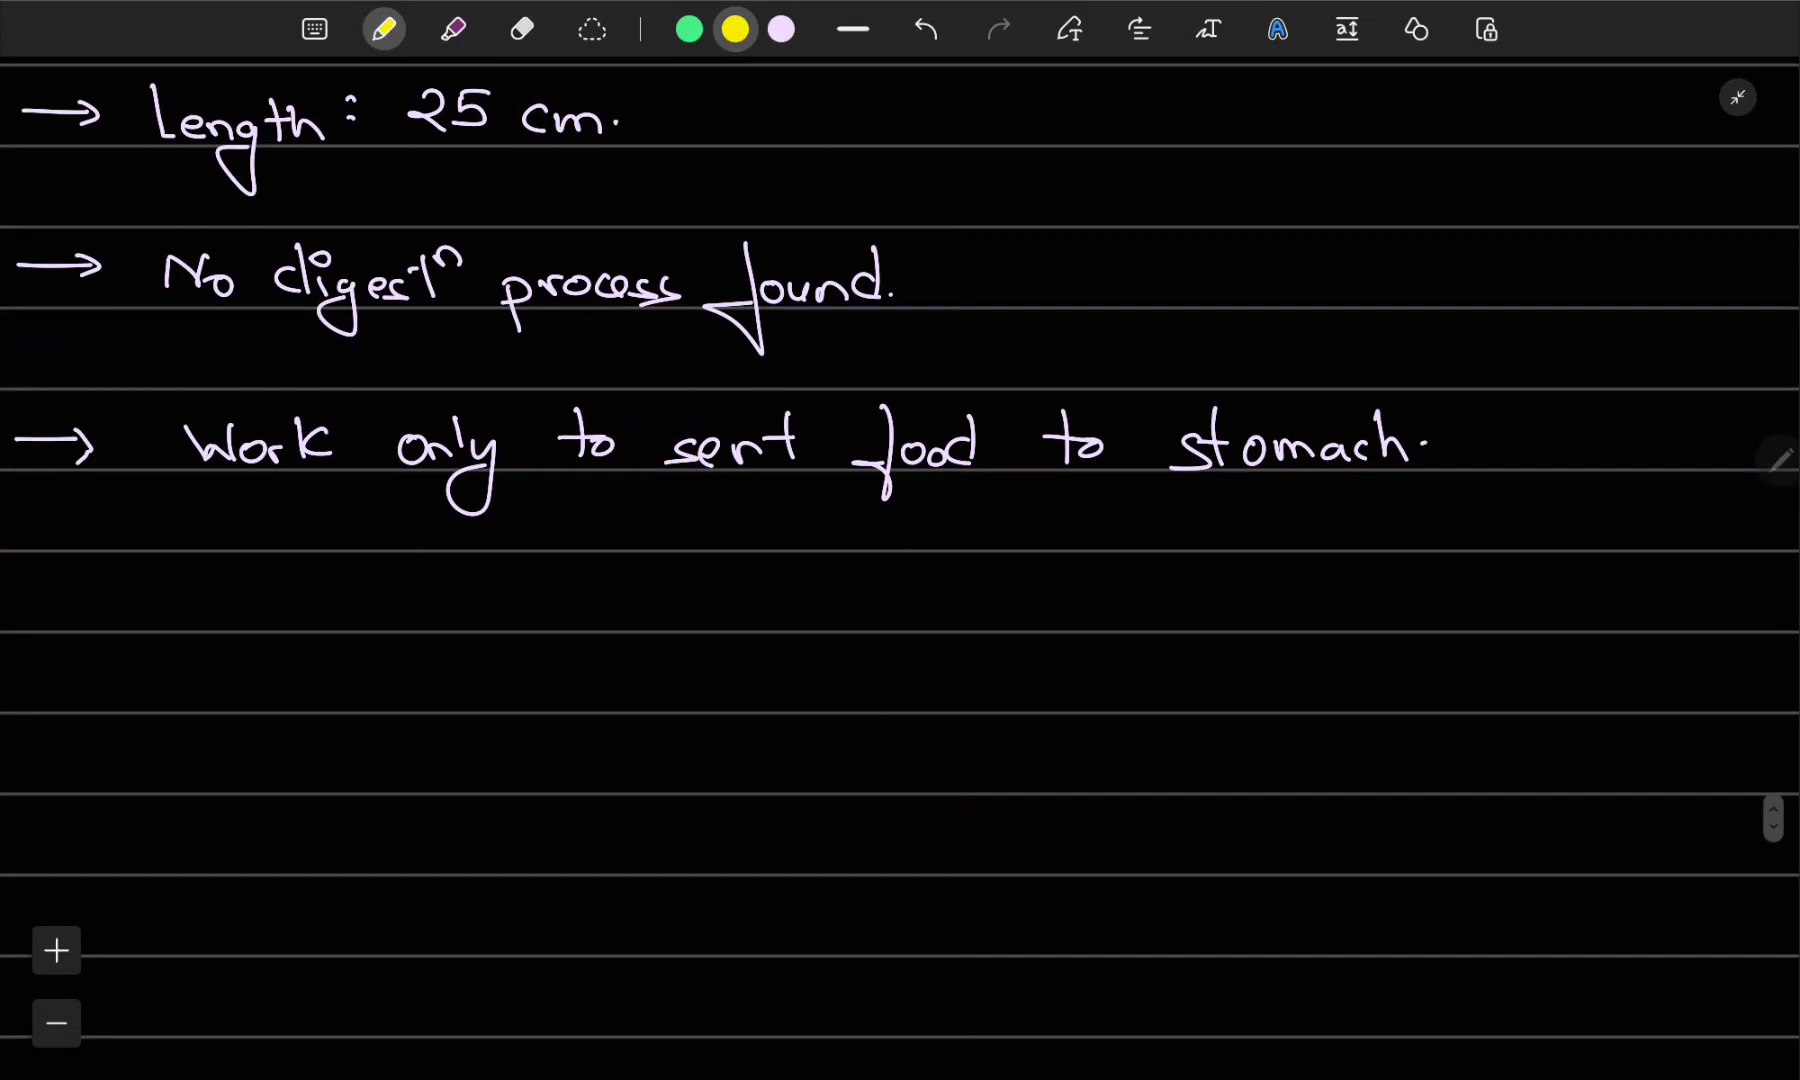 → Length : 25 cm.
→ No digestⁿ process found.
→ Work only to sent food to stomach.